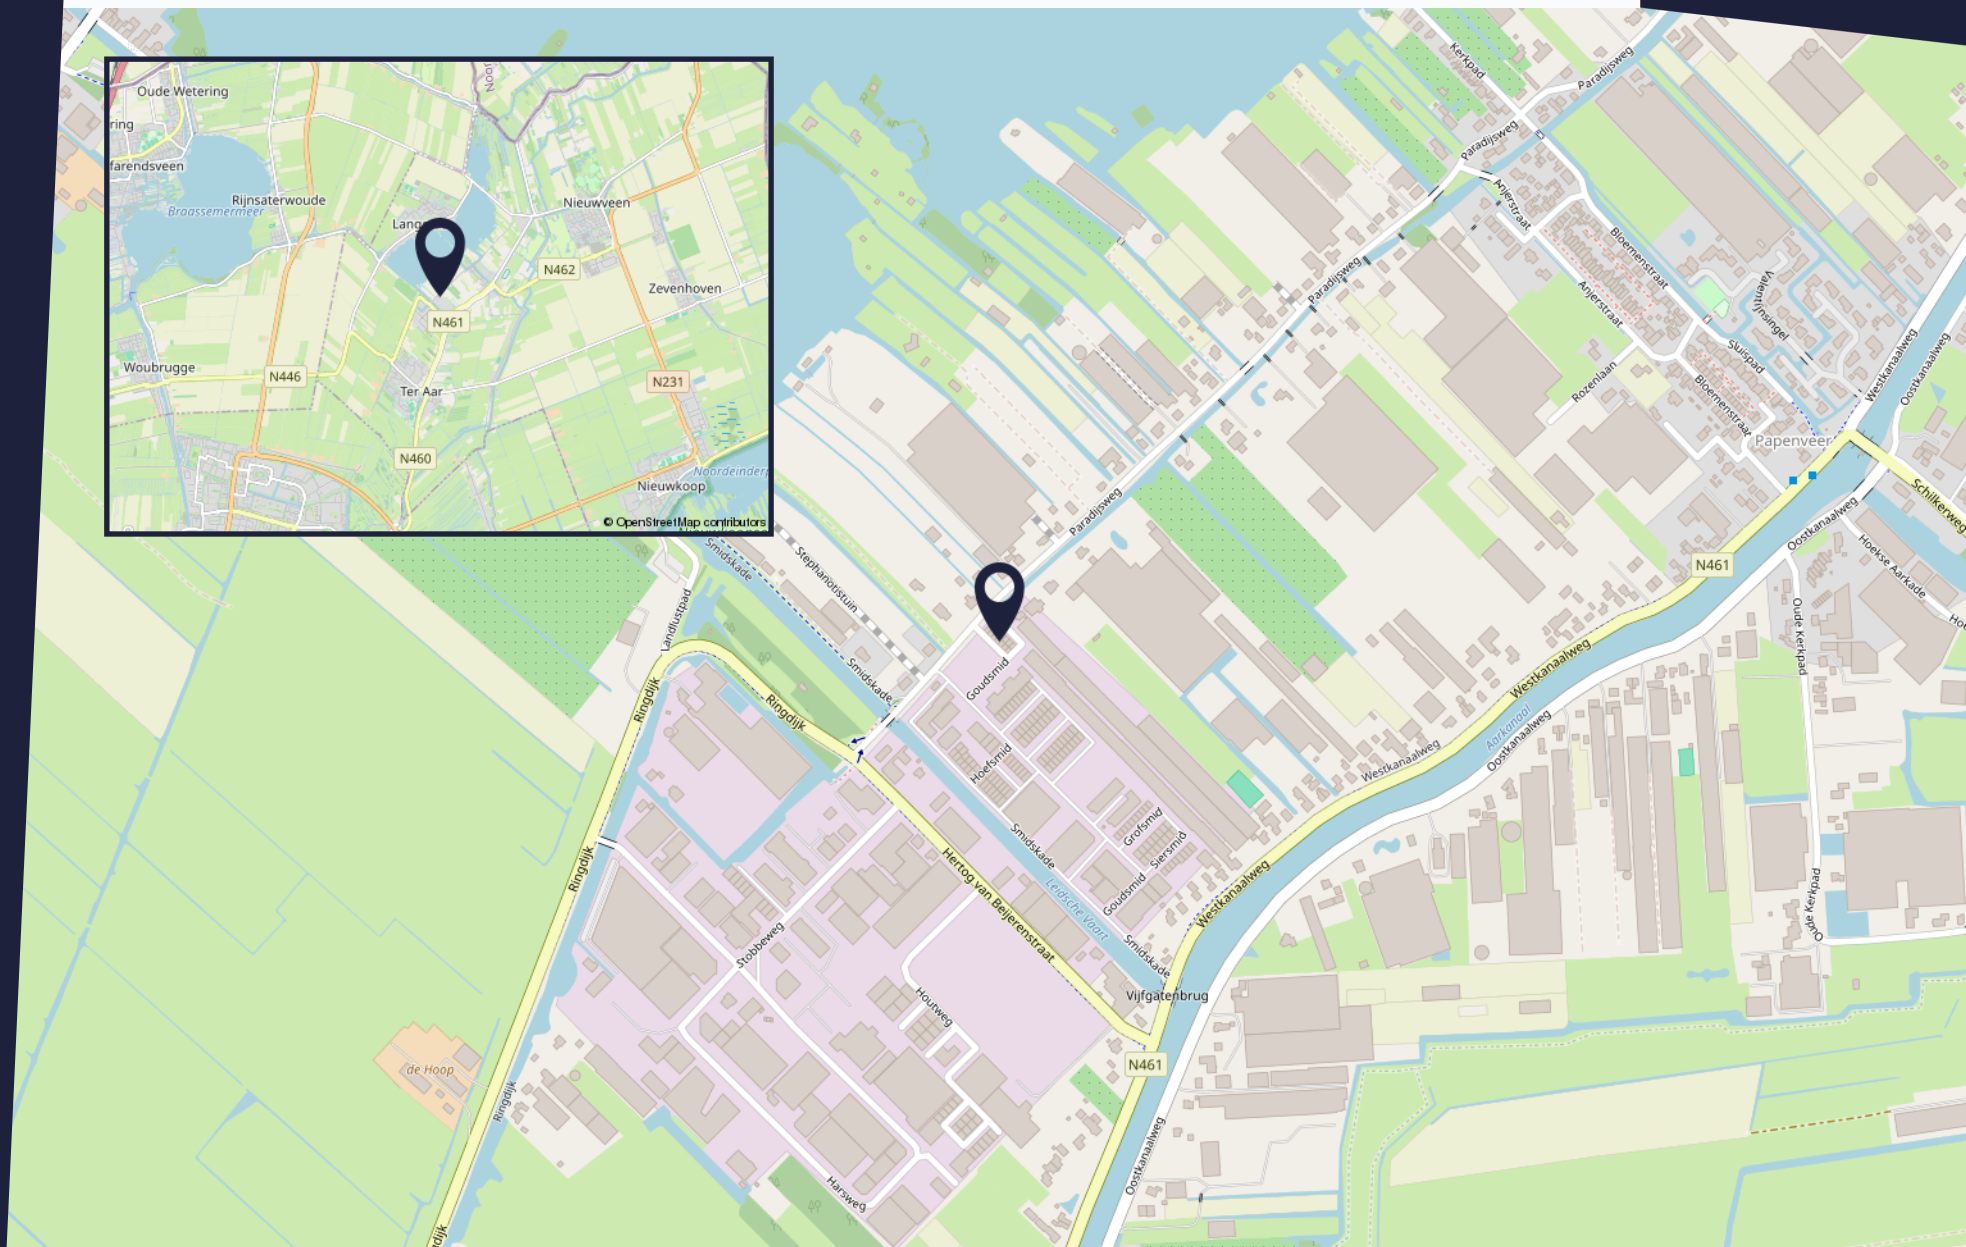 Oude Wetering
ring
farendsveen
Rijnsaterwoude
Braassemermeer
Lang
Nieuwveen
N462
Zevenhoven
N461
Woubrugge
N446
N231
Ter Aar
N460
Noordeinderp
Nieuwkoop
© OpenStreetMap contributors
Kerkpad
Paradijsweg
Paradijsweg
Anjerstraat
Bloemenstraat
Paradijsweg
Valentijnsingel
Anjerstraat
Sluispad
Westkanaalweg
Oostkanaalweg
Rozenlaan
Bloemenstraat
Papenveer
Schilkerweg
Paradijsweg
Oostkanaalweg
Smidskade
Stephanotistuin
N461
Hoekse Aarkade
Hoe
Landlustpad
Oude Kerkpad
Smidskade
Goudsmid
Westkanaalweg
Ringdijk
Ringdijk
Aarkanaal
Oostkanaalweg
Hoefsmid
Westkanaalweg
Grofsmid
Smidskade
Siersmid
Ringdijk
Hertog van Beijerenstraat
Leidsche Vaart
Goudsmid
Westkanaalweg
Oude Kerkpad
Stobbeweg
Smidskade
Vijfgatenbrug
Houtweg
N461
de Hoop
Ringdijk
Oostkanaalweg
Harsweg
dijk